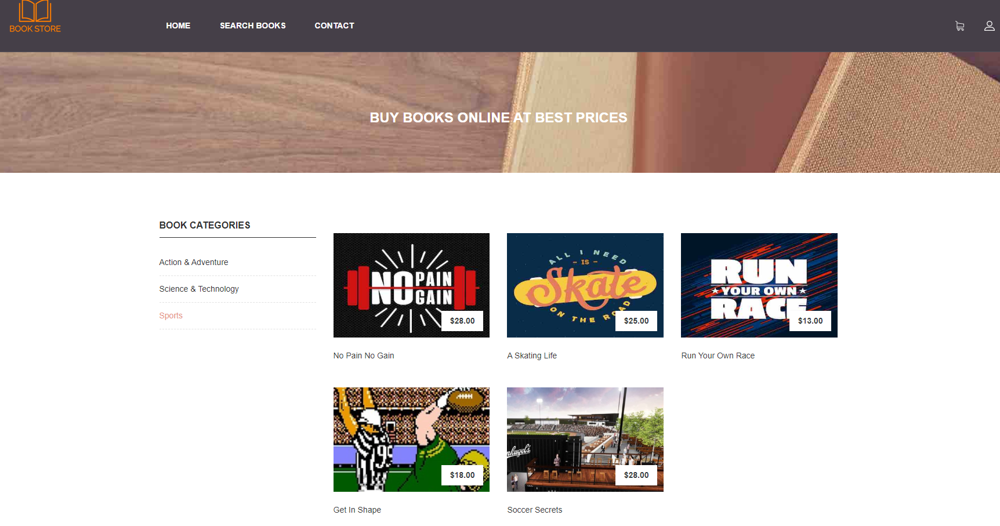 BOOK STORE
HOME
SEARCH BOOKS
CONTACT
BUY BOOKS ONLINE AT BEST PRICES
BOOK CATEGORIES
Action & Adventure
Science & Technology
Sports
NO PAIN
GAIN
$28.00
No Pain No Gain
ALL I NEED
- IS -
Skate
ON THE ROAD
$25.00
A Skating Life
RUN
YOUR OWN
RACE
$13.00
Run Your Own Race
$18.00
Get In Shape
$28.00
Soccer Secrets